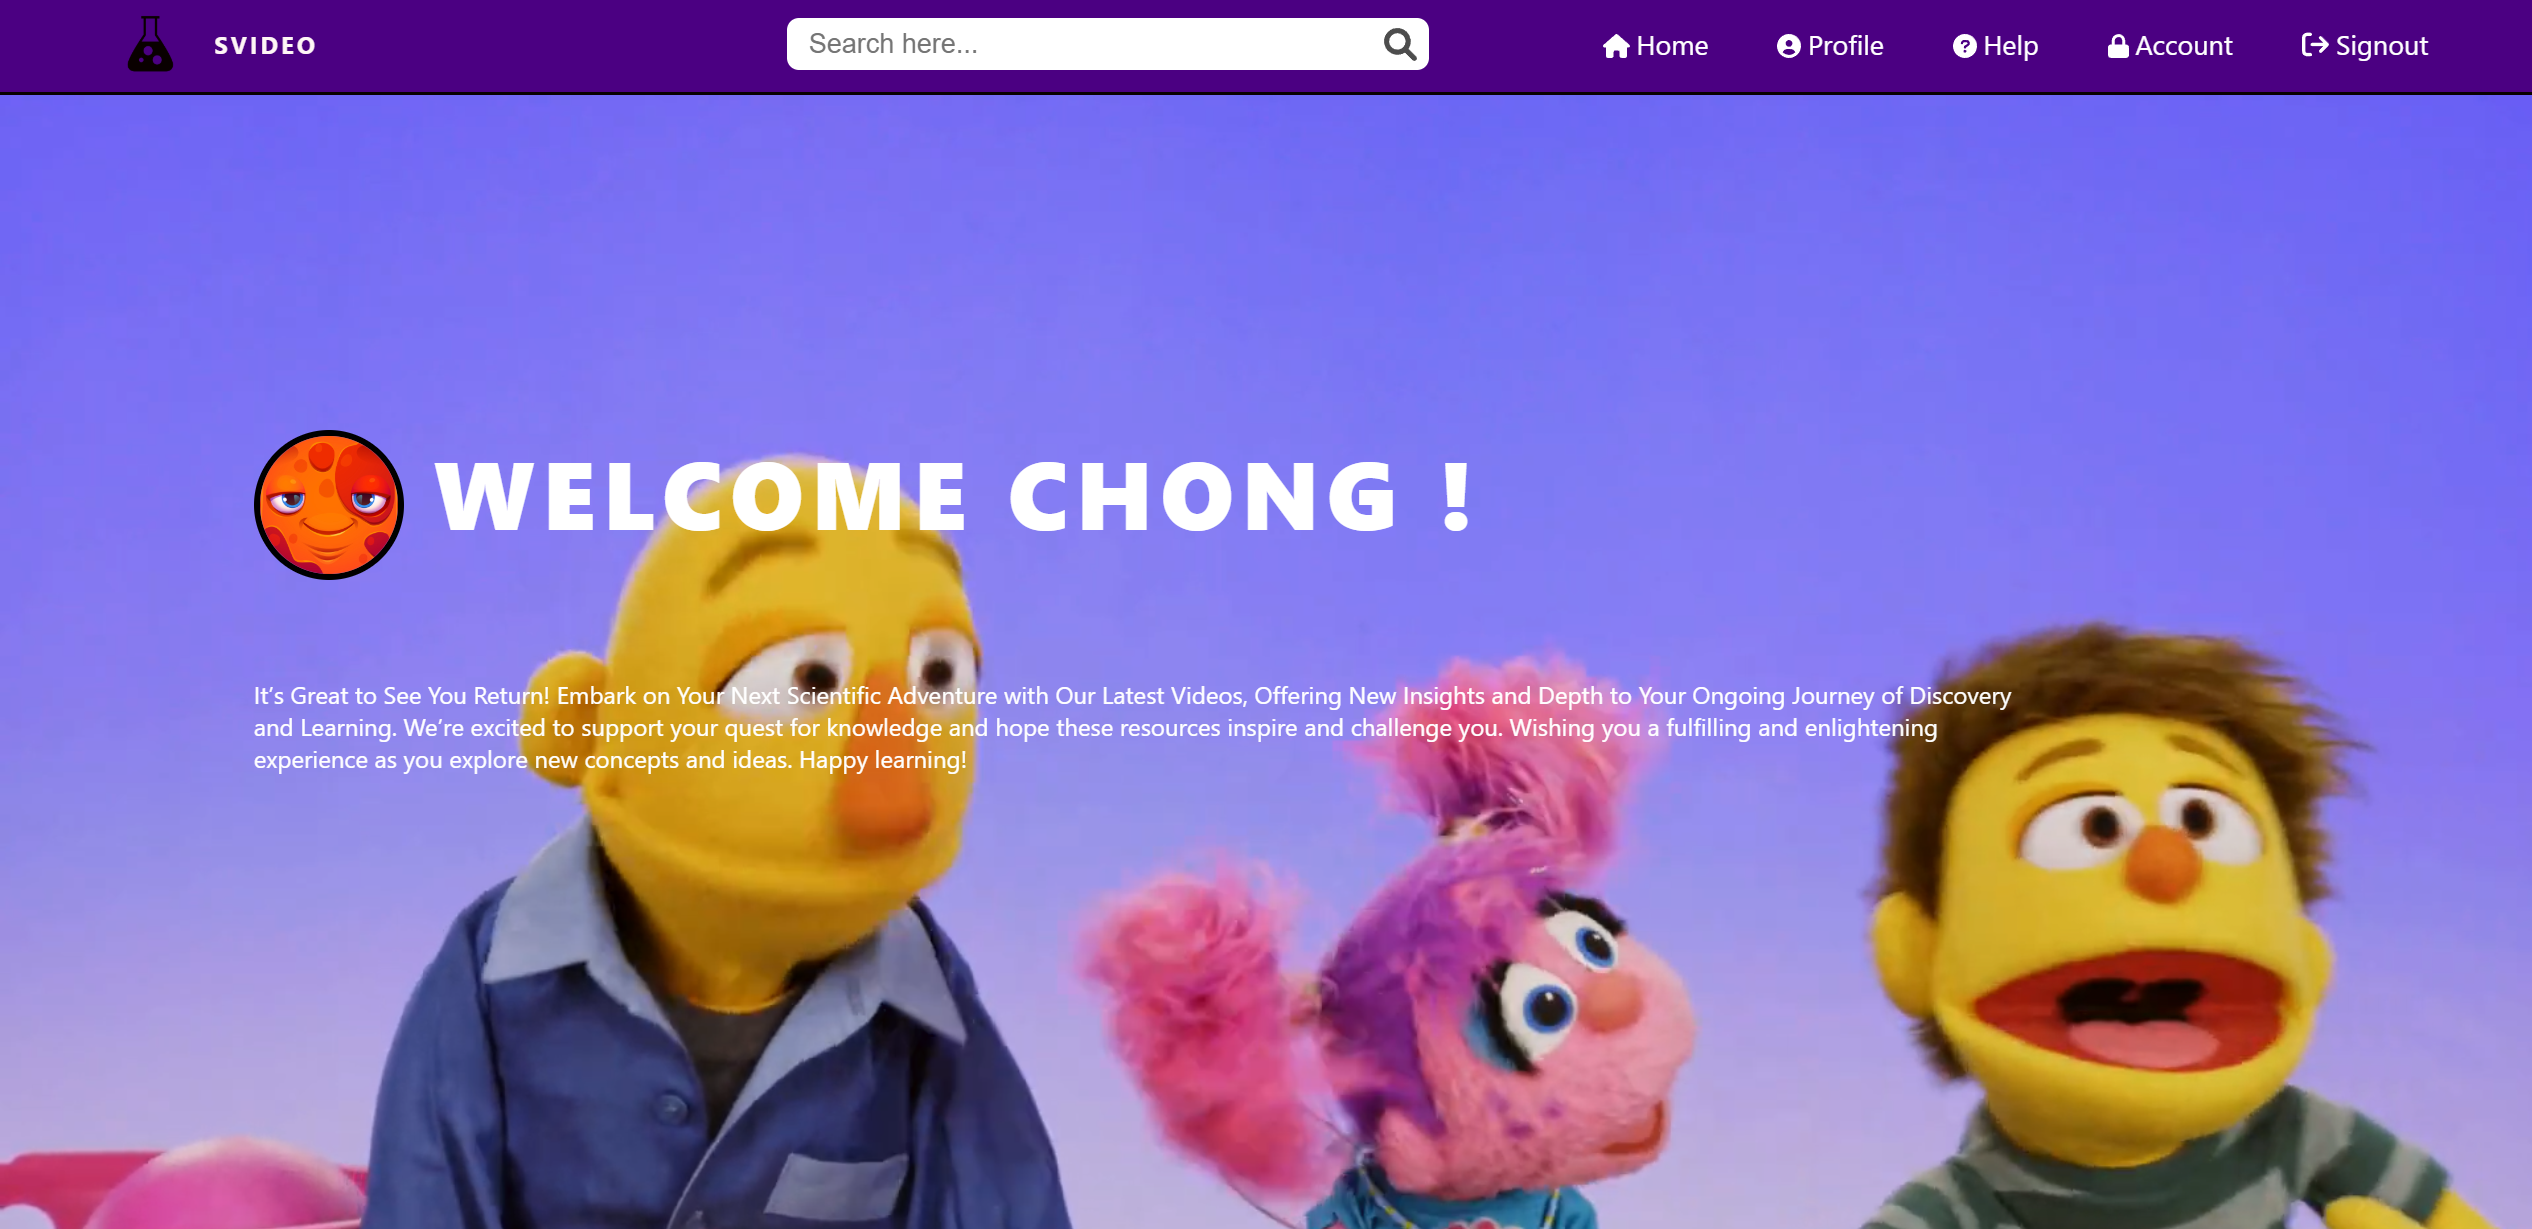 SVIDEO
Search here...
Home
Profile
Help
Account
Signout
WELCOME CHONG !
It’s Great to See You Return! Embark on Your Next Scientific Adventure with Our Latest Videos, Offering New Insights and Depth to Your Ongoing Journey of Discovery
and Learning. We’re excited to support your quest for knowledge and hope these resources inspire and challenge you. Wishing you a fulfilling and enlightening
experience as you explore new concepts and ideas. Happy learning!